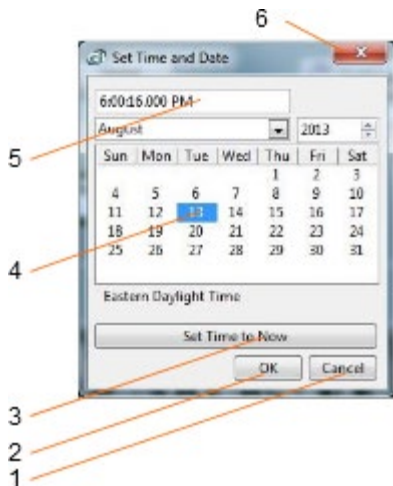 6
Set Time and Date
6:00:16.000 PM
August 2013
5
Sun Mon Tue Wed Thu Fri Sat
1 2 3
4 5 6 7 8 9 10
11 12 13 14 15 16 17
18 19 20 21 22 23 24
25 26 27 28 29 30 31
4
Eastern Daylight Time
Set Time to Now
OK Cancel
3
2
1